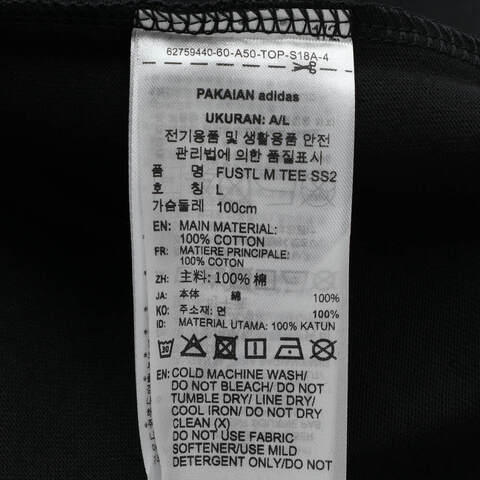 62759440-60-A50-TOP-S18A-4
PAKAIAN adidas
UKURAN: A/L
전기용품 및 생활용품 안전
관리법에 의한 품질표시
품 명 FUSTL M TEE SS2
호 칭 L
가슴둘레 100cm
EN: MAIN MATERIAL:
100% COTTON
FR: MATIERE PRINCIPALE:
100% COTON
ZH: 主料: 100% 棉
JA: 本体 綿 100%
KO: 주소재: 면 100%
ID: MATERIAL UTAMA: 100% KATUN
30
EN: COLD MACHINE WASH/
DO NOT BLEACH/ DO NOT
TUMBLE DRY/ LINE DRY/
COOL IRON/ DO NOT DRY
CLEAN (X)
DO NOT USE FABRIC
SOFTENER/USE MILD
DETERGENT ONLY/DO NOT